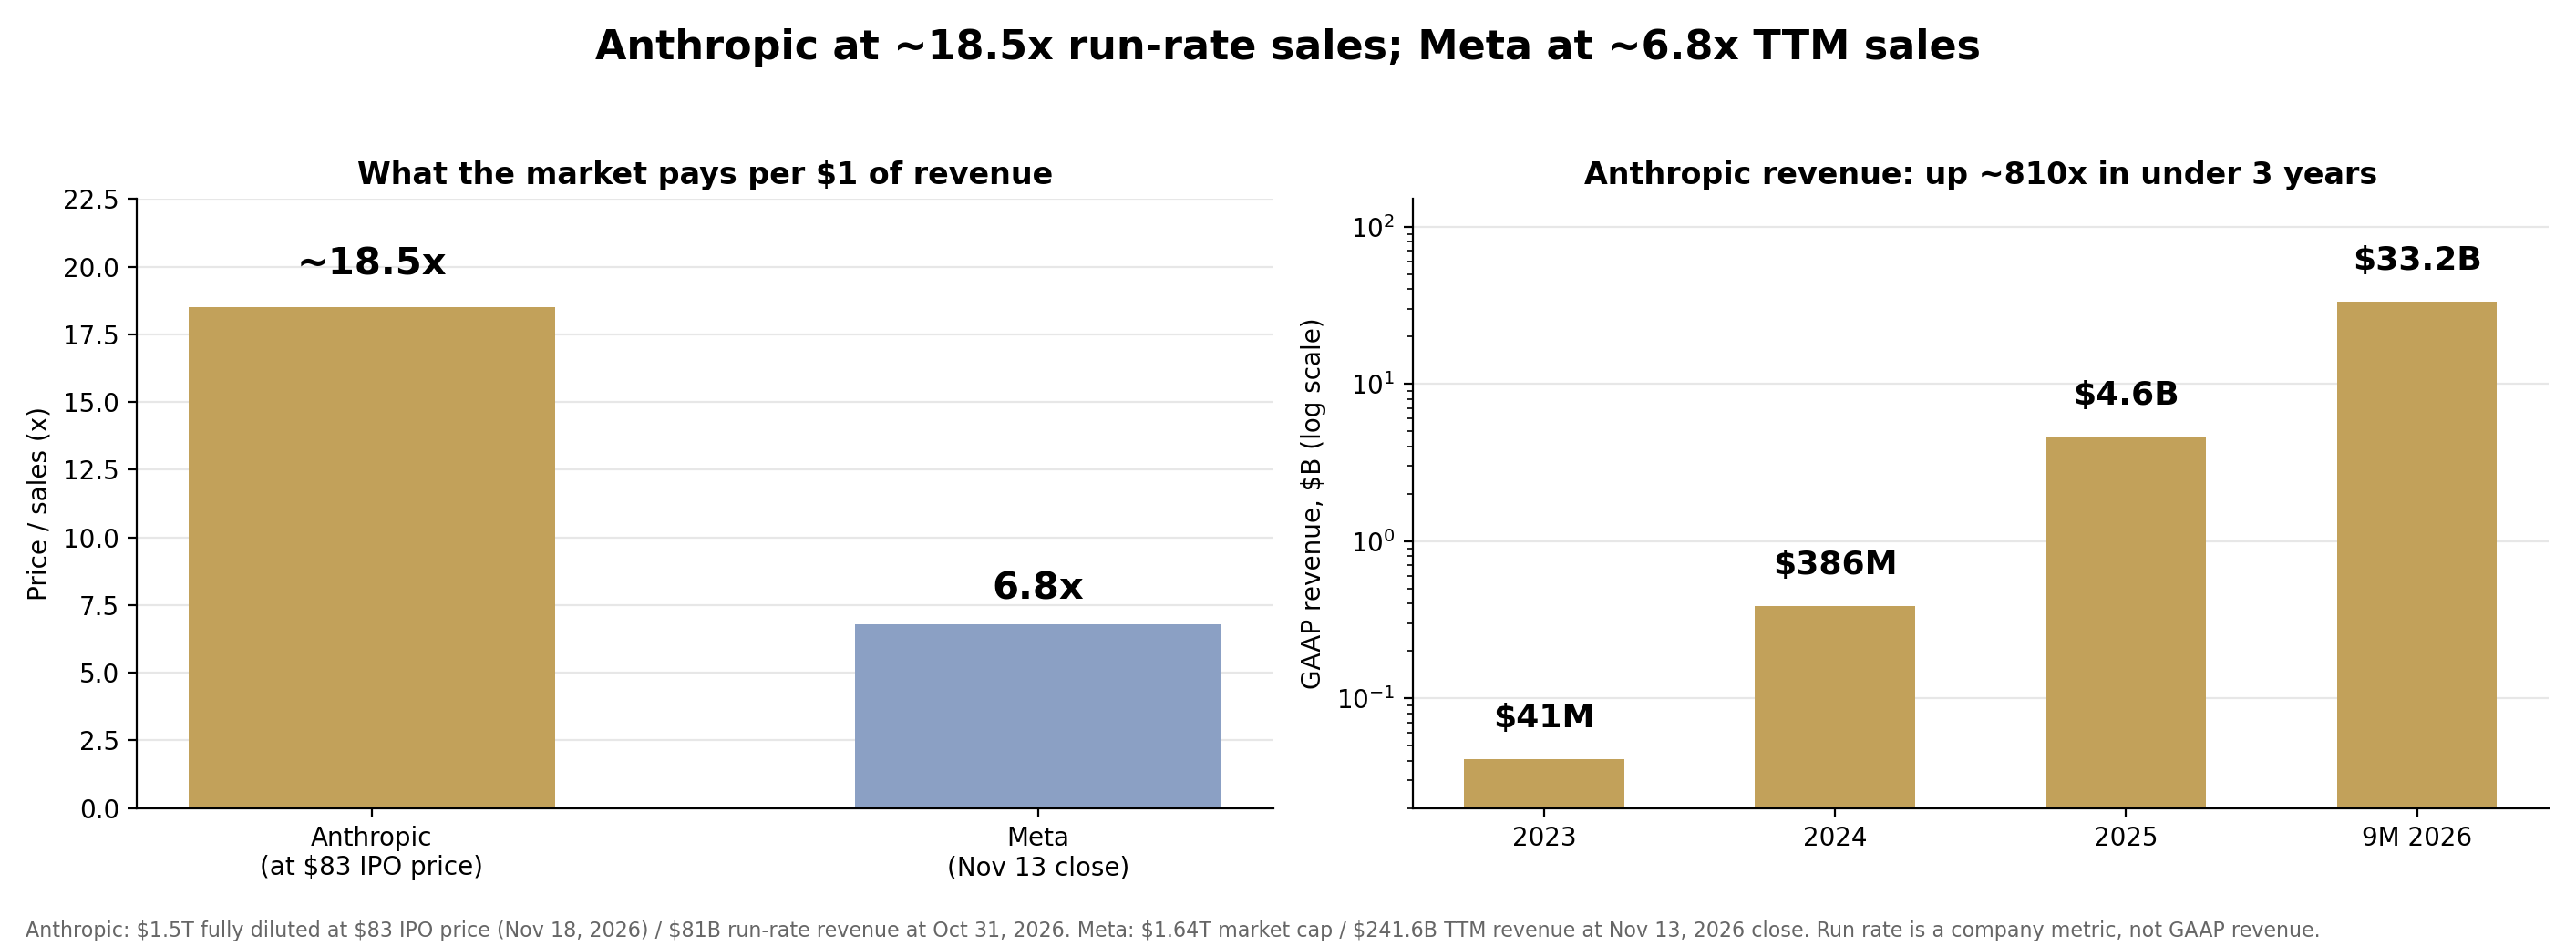 Anthropic at ~18.5x run-rate sales; Meta at ~6.8x TTM sales
What the market pays per $1 of revenue
Price / sales (x)
22.5
20.0
17.5
15.0
12.5
10.0
7.5
5.0
2.5
0.0
~18.5x
6.8x
Anthropic
(at $83 IPO price)
Meta
(Nov 13 close)
Anthropic revenue: up ~810x in under 3 years
GAAP revenue, $B (log scale)
10²
10¹
10⁰
10⁻¹
$41M
$386M
$4.6B
$33.2B
2023
2024
2025
9M 2026
Anthropic: $1.5T fully diluted at $83 IPO price (Nov 18, 2026) / $81B run-rate revenue at Oct 31, 2026. Meta: $1.64T market cap / $241.6B TTM revenue at Nov 13, 2026 close. Run rate is a company metric, not GAAP revenue.